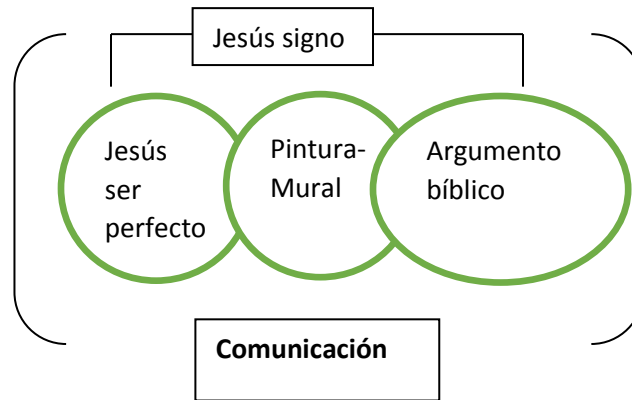 Jesús signo
Jesús
ser
perfecto
Pintura-
Mural
Argumento
bíblico
Comunicación